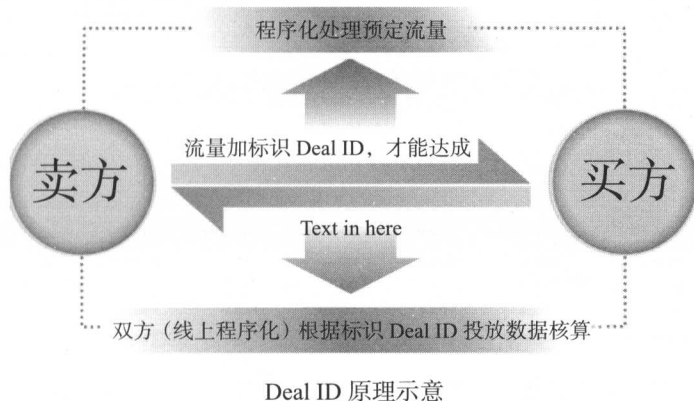 程序化处理预定流量
流量加标识 Deal ID，才能达成
卖方
买方
Text in here
双方（线上程序化）根据标识 Deal ID 投放数据核算
Deal ID 原理示意